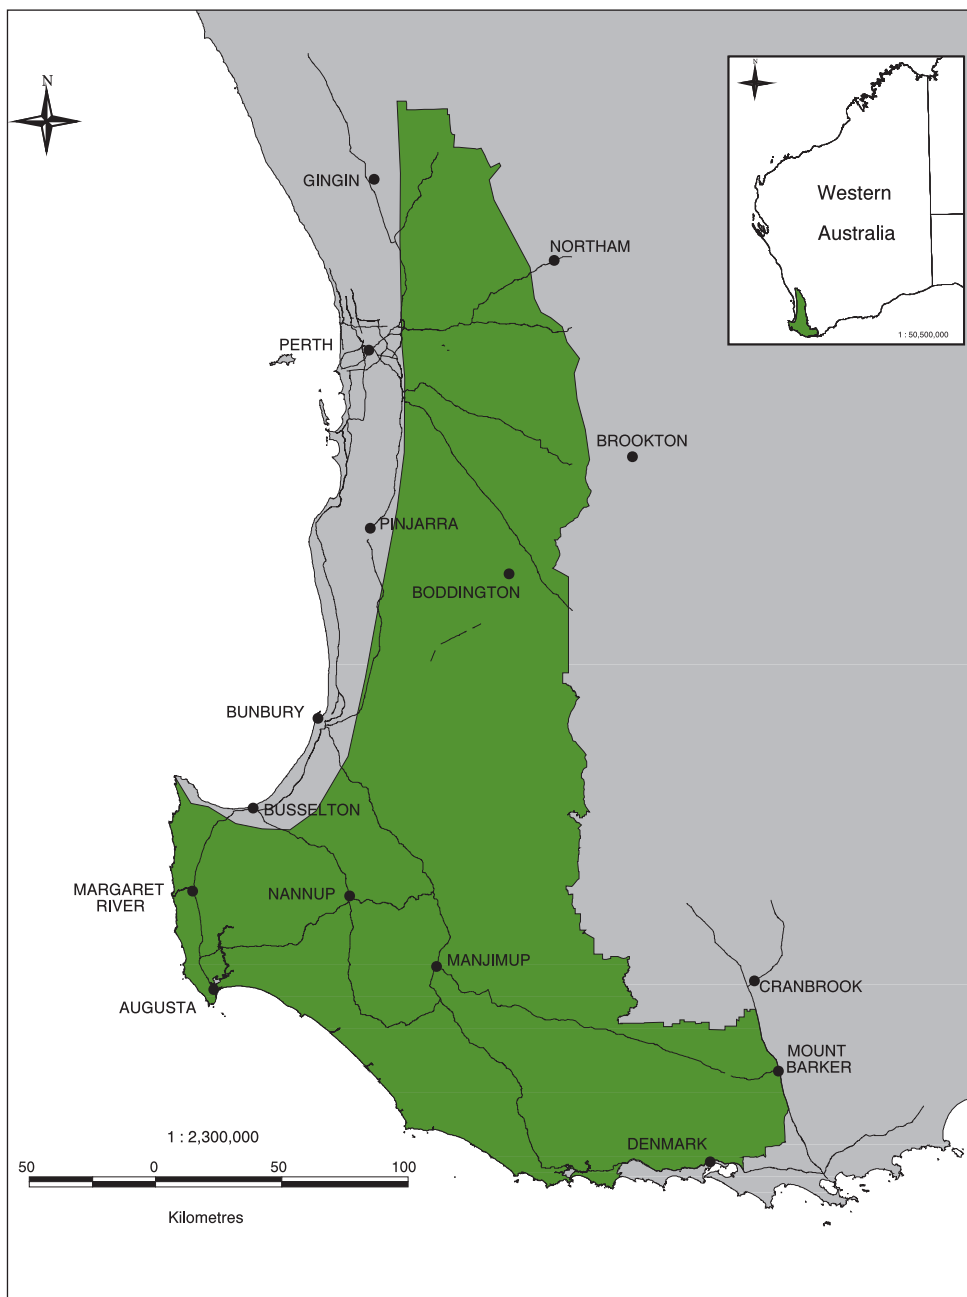 N
N
GINGIN
Western
Australia
NORTHAM
1 : 50,500,000
PERTH
BROOKTON
PINJARRA
BODDINGTON
BUNBURY
BUSSELTON
MARGARET
RIVER
NANNUP
MANJIMUP
CRANBROOK
AUGUSTA
MOUNT
BARKER
1 : 2,300,000
DENMARK
50 0 50 100
Kilometres